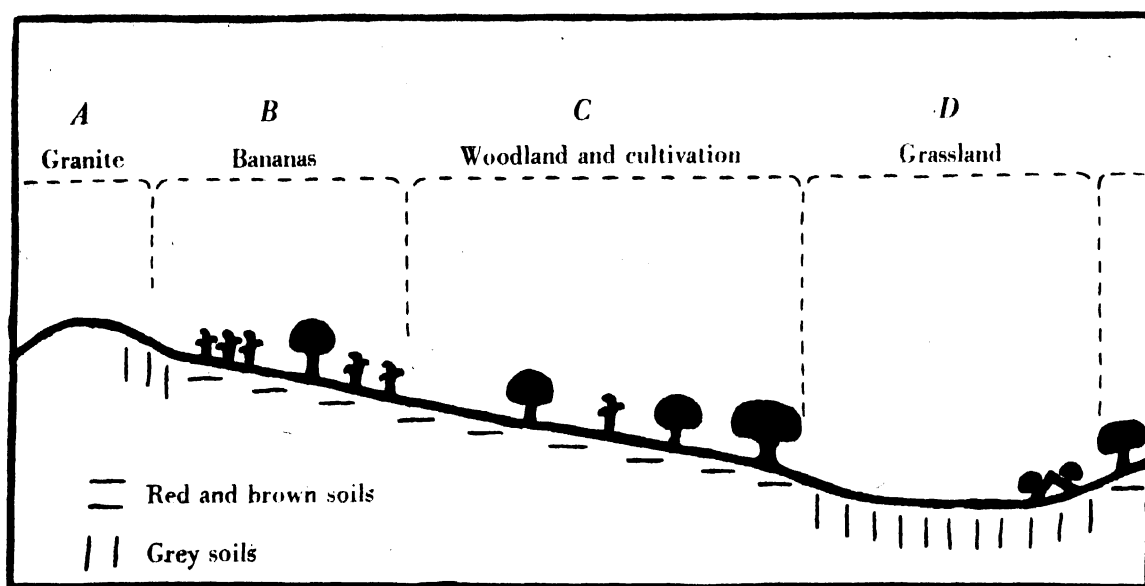 A B C D
Granite Bananas Woodland and cultivation Grassland
Red and brown soils
Grey soils